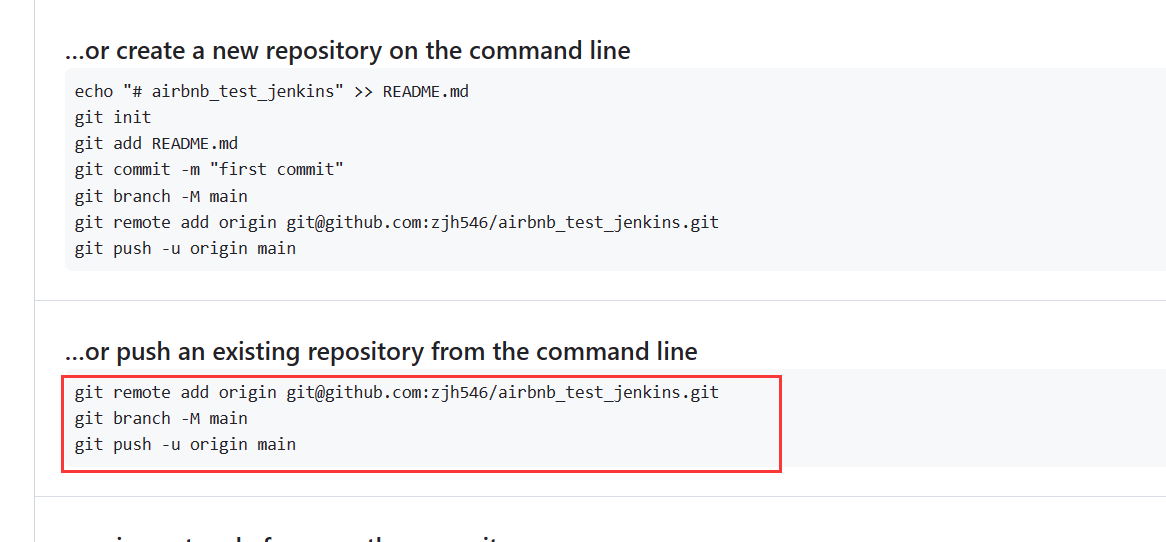 ...or create a new repository on the command line
echo "# airbnb_test_jenkins" >> README.md
git init
git add README.md
git commit -m "first commit"
git branch -M main
git remote add origin git@github.com:zjh546/airbnb_test_jenkins.git
git push -u origin main
...or push an existing repository from the command line
git remote add origin git@github.com:zjh546/airbnb_test_jenkins.git
git branch -M main
git push -u origin main